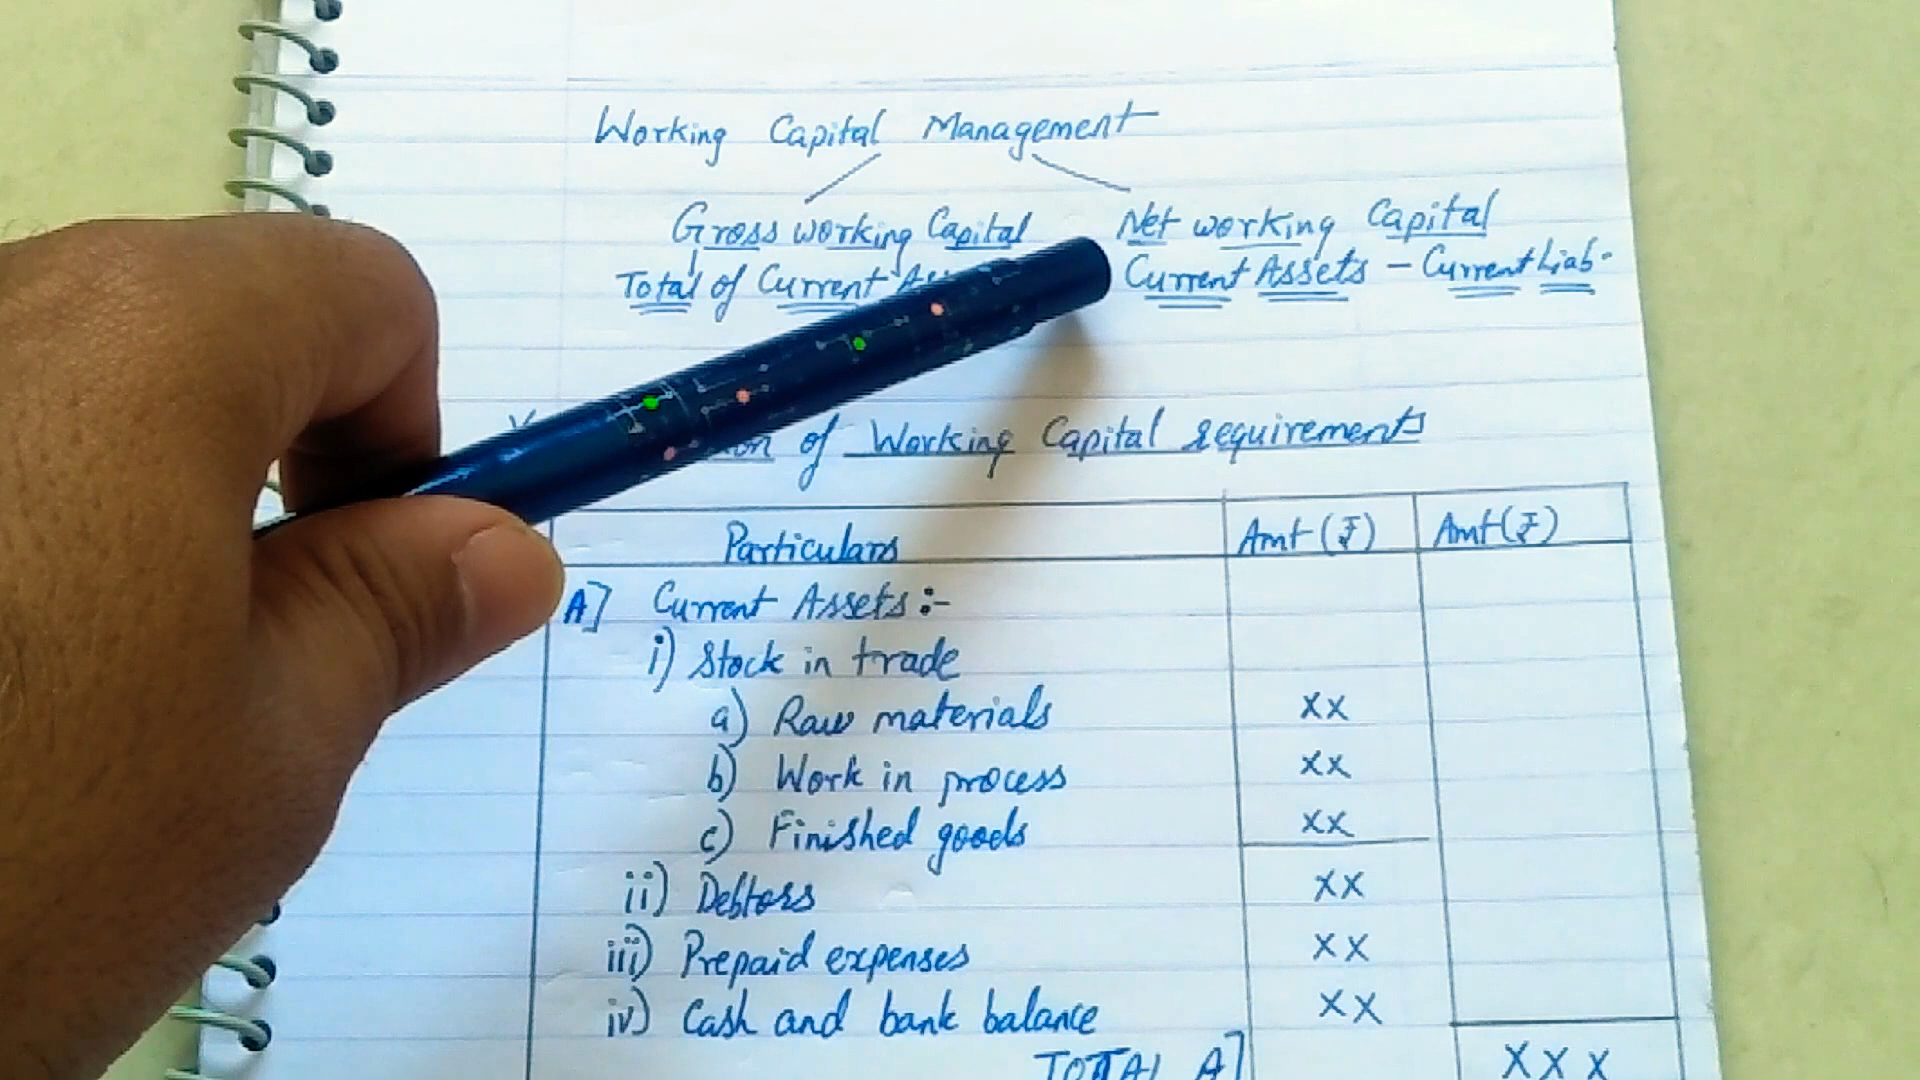 Working Capital Management
Gross working Capital
Net working Capital
Total of Current
Current Assets - Current Liab.
of Working Capital requirements
Particulars Amt (₹) Amt (₹)
A] Current Assets :-
i) Stock in trade
a) Raw materials XX
b) Work in process XX
c) Finished goods XX
ii) Debtors XX
iii) Prepaid expenses XX
iv) Cash and bank balance XX
TOTAL A] XXX